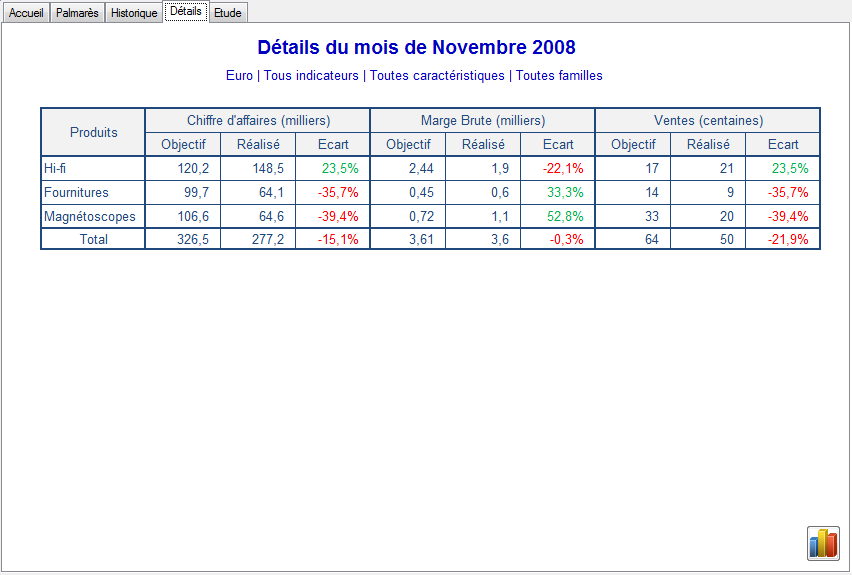 Accueil Palmarès Historique Détails Etude
Détails du mois de Novembre 2008
Euro | Tous indicateurs | Toutes caractéristiques | Toutes familles
Produits Chiffre d'affaires (milliers) Marge Brute (milliers) Ventes (centaines)
Objectif Réalisé Ecart Objectif Réalisé Ecart Objectif Réalisé Ecart
Hi-fi 120,2 148,5 23,5% 2,44 1,9 -22,1% 17 21 23,5%
Fournitures 99,7 64,1 -35,7% 0,45 0,6 33,3% 14 9 -35,7%
Magnétoscopes 106,6 64,6 -39,4% 0,72 1,1 52,8% 33 20 -39,4%
Total 326,5 277,2 -15,1% 3,61 3,6 -0,3% 64 50 -21,9%